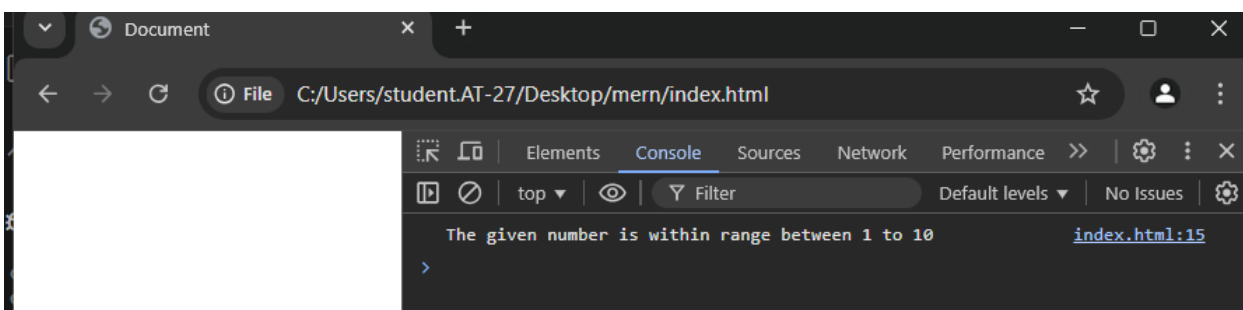 Document
File C:/Users/student.AT-27/Desktop/mern/index.html
Elements Console Sources Network Performance
top Filter Default levels No Issues
The given number is within range between 1 to 10 index.html:15